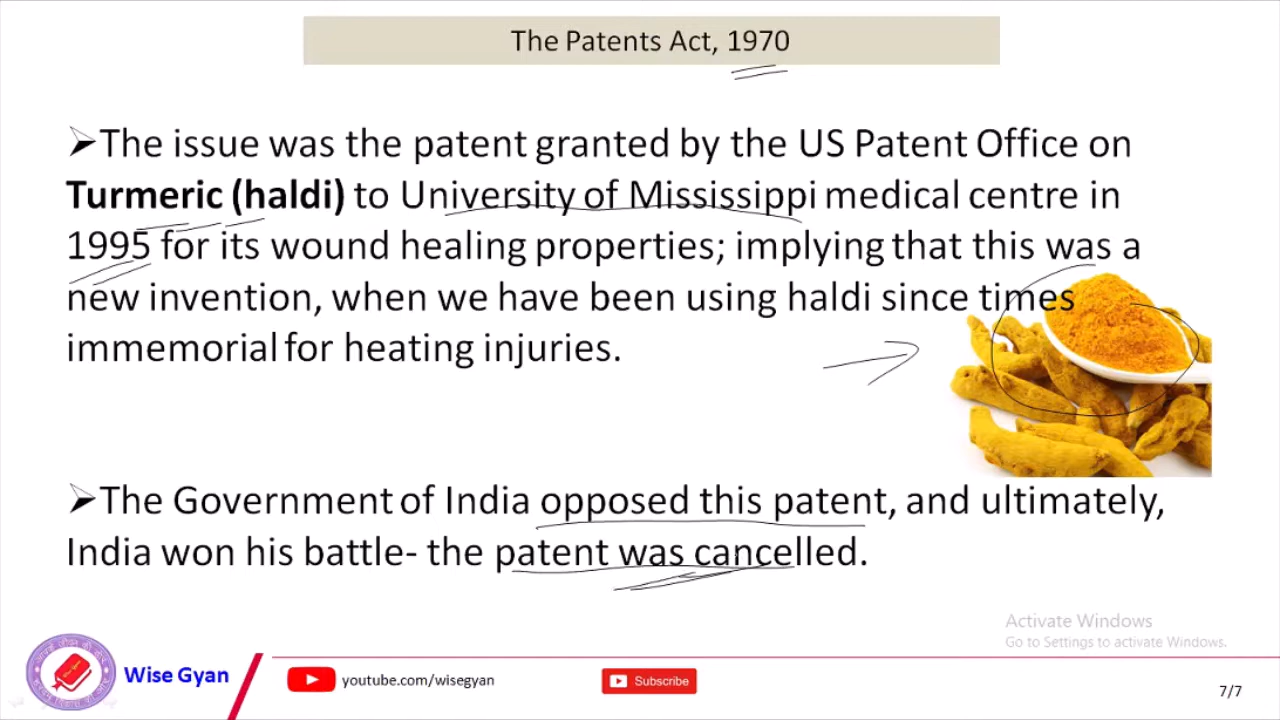 The Patents Act, 1970
➢The issue was the patent granted by the US Patent Office on
Turmeric (haldi) to University of Mississippi medical centre in
1995 for its wound healing properties; implying that this was a
new invention, when we have been using haldi since times
immemorial for heating injuries.
➢The Government of India opposed this patent, and ultimately,
India won his battle- the patent was cancelled.
Activate Windows
Go to Settings to activate Windows.
Wise Gyan
youtube.com/wisegyan
Subscribe
7/7